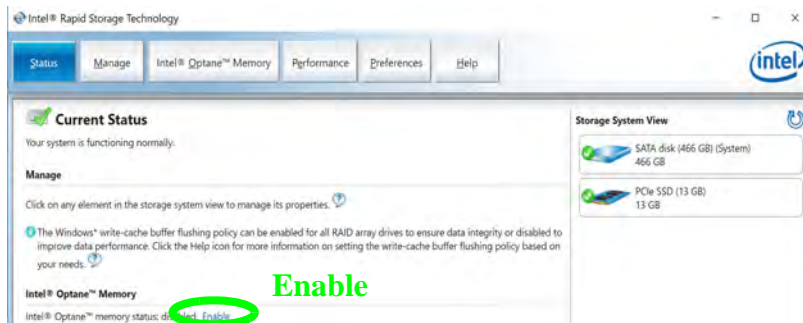 Intel® Rapid Storage Technology
Status Manage Intel® Optane™ Memory Performance Preferences Help
intel
Current Status
Your system is functioning normally.
Manage
Click on any element in the storage system view to manage its properties.
The Windows* write-cache buffer flushing policy can be enabled for all RAID array drives to ensure data integrity or disabled to
improve data performance. Click the Help icon for more information on setting the write-cache buffer flushing policy based on
your needs.
Intel® Optane™ Memory
Enable
Intel® Optane™ memory status: disabled. Enable
Storage System View
SATA disk (466 GB) (System)
466 GB
PCIe SSD (13 GB)
13 GB